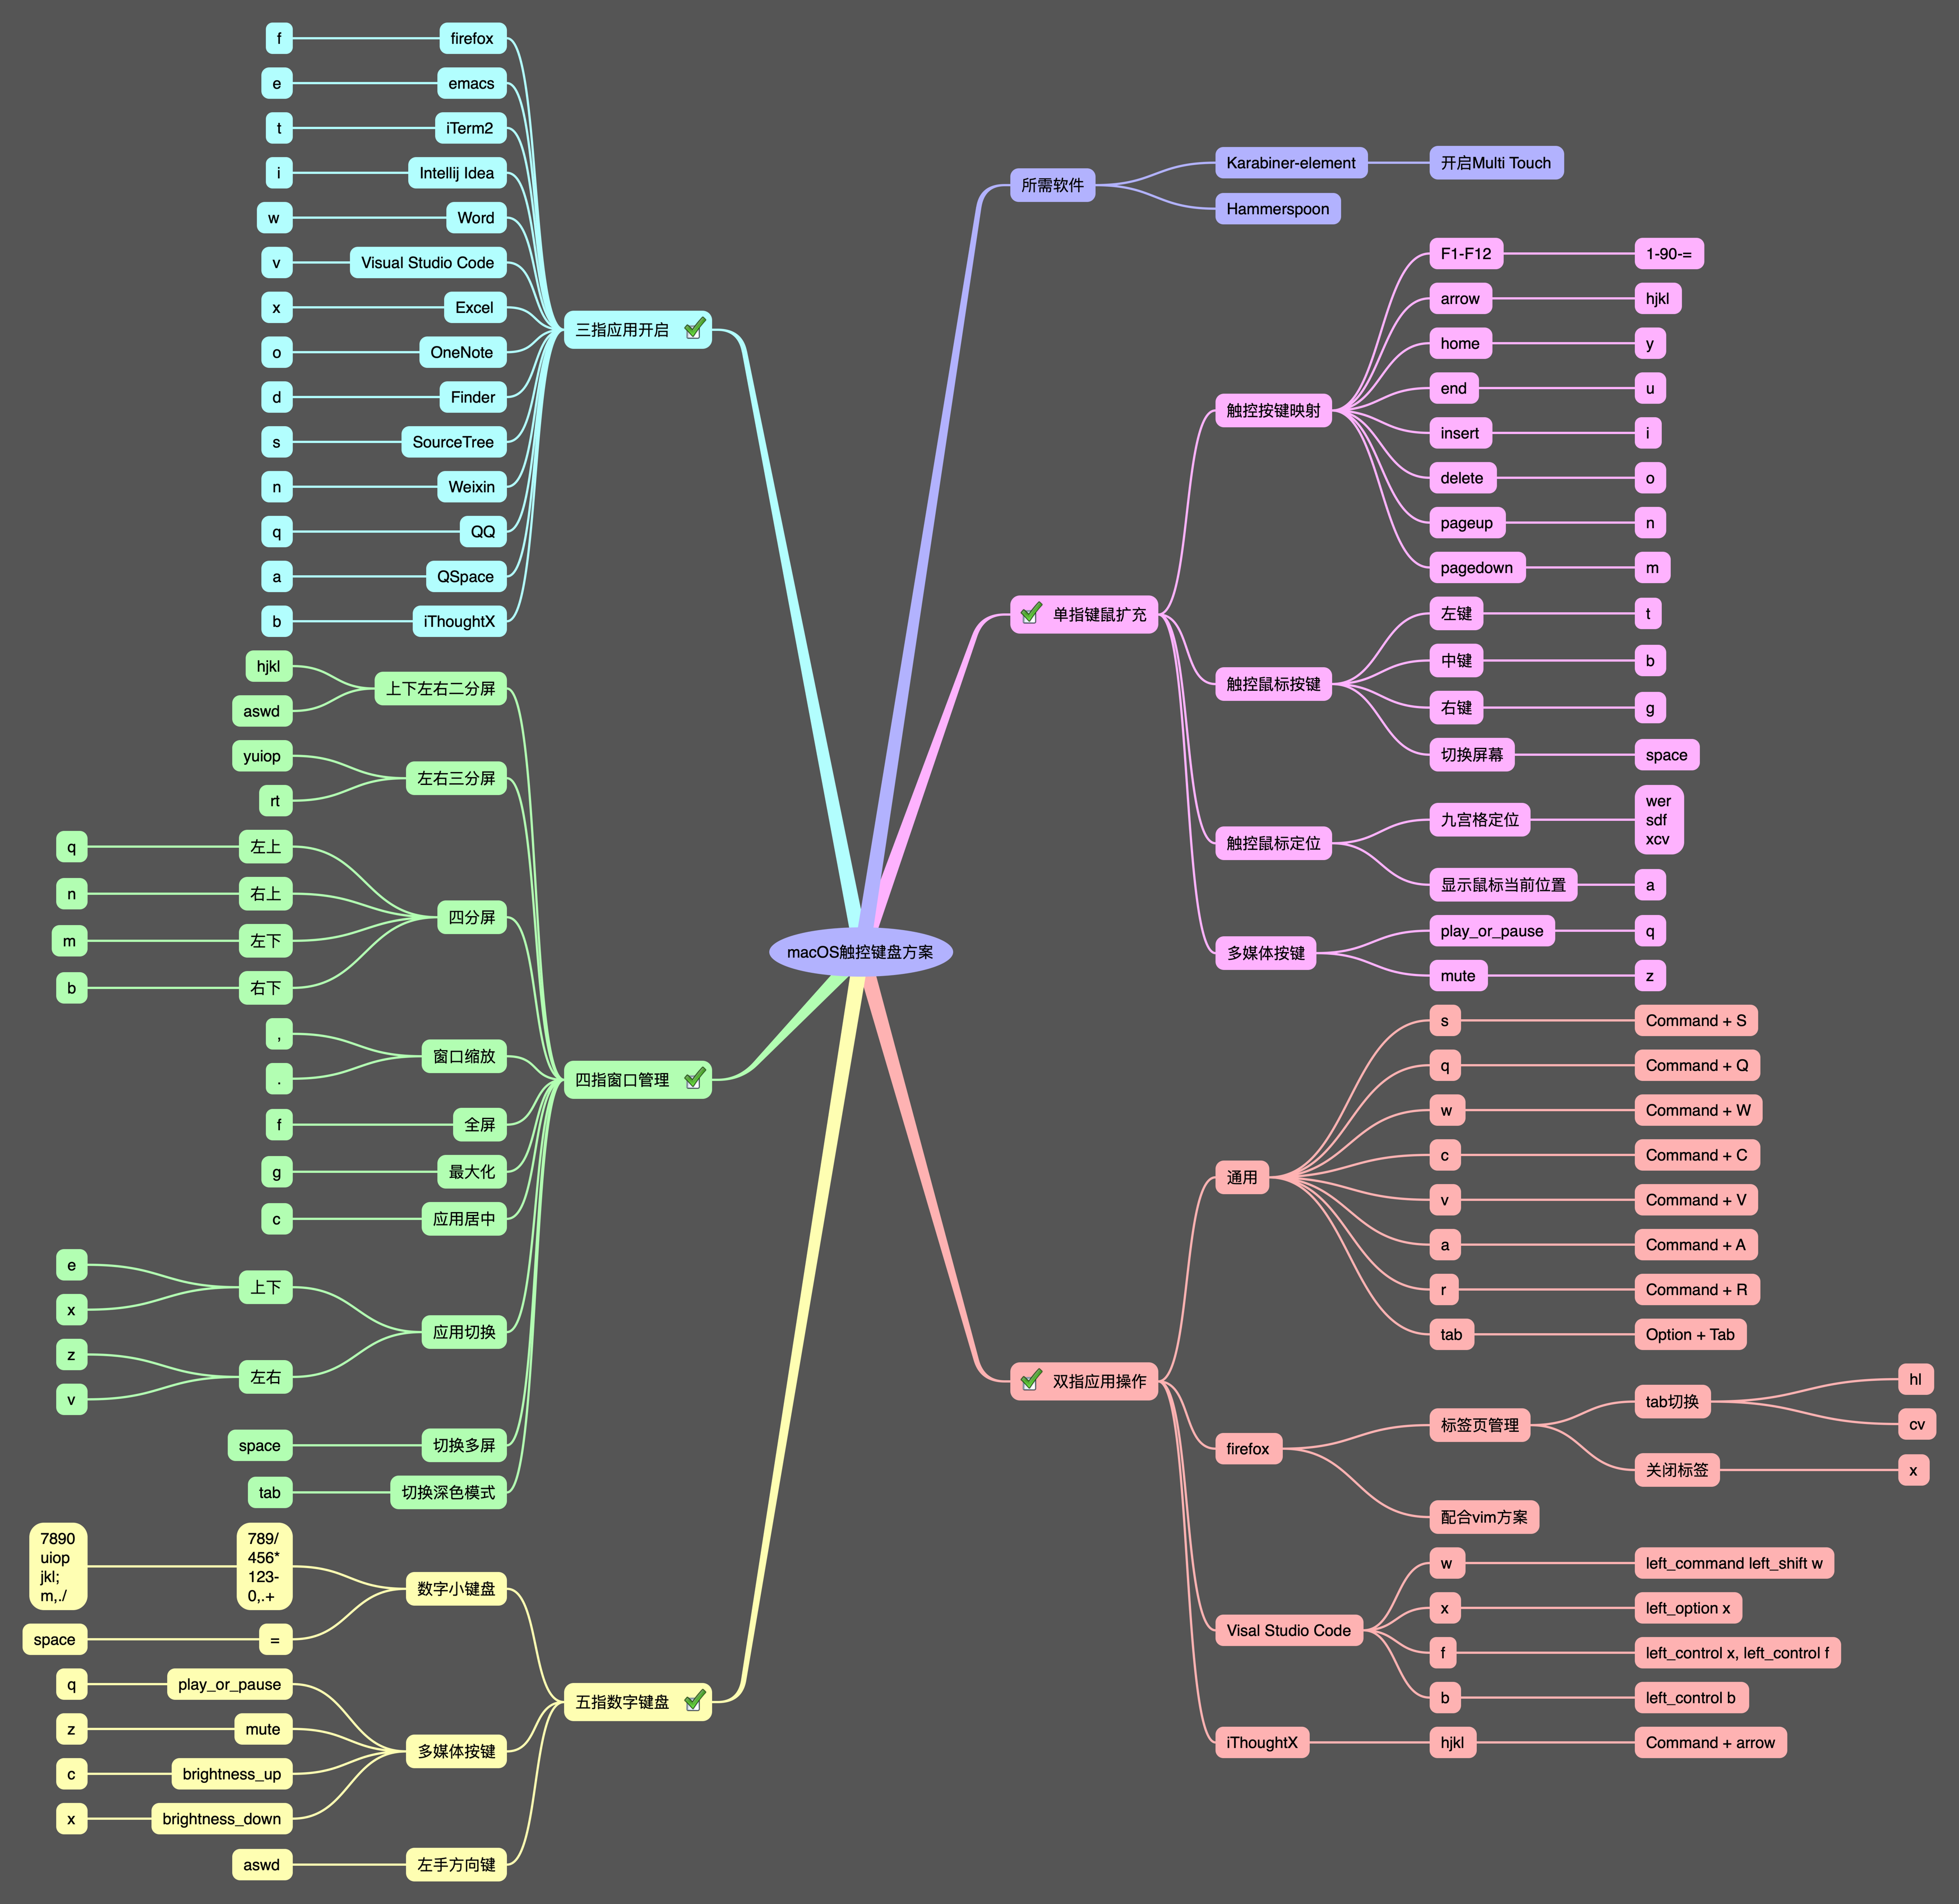 macOS触控键盘方案
所需软件
Karabiner-element
开启Multi Touch
Hammerspoon
单指键鼠扩充
触控按键映射
F1-F12
1-90-=
arrow
hjkl
home
y
end
u
insert
i
delete
o
pageup
n
pagedown
m
触控鼠标按键
左键
t
中键
b
右键
g
切换屏幕
space
触控鼠标定位
九宫格定位
wer
sdf
xcv
显示鼠标当前位置
a
多媒体按键
play_or_pause
q
mute
z
双指应用操作
通用
s
Command + S
q
Command + Q
w
Command + W
c
Command + C
v
Command + V
a
Command + A
r
Command + R
tab
Option + Tab
firefox
标签页管理
tab切换
hl
cv
关闭标签
x
配合vim方案
Visal Studio Code
w
left_command left_shift w
x
left_option x
f
left_control x, left_control f
b
left_control b
iThoughtX
hjkl
Command + arrow
三指应用开启
firefox
f
emacs
e
iTerm2
t
Intellij Idea
i
Word
w
Visual Studio Code
v
Excel
x
OneNote
o
Finder
d
SourceTree
s
Weixin
n
QQ
q
QSpace
a
iThoughtX
b
四指窗口管理
上下左右二分屏
hjkl
aswd
左右三分屏
yuiop
rt
四分屏
左上
q
右上
n
左下
m
右下
b
窗口缩放
,
.
全屏
f
最大化
g
应用居中
c
应用切换
上下
e
x
左右
z
v
切换多屏
space
切换深色模式
tab
五指数字键盘
数字小键盘
789/
456*
123-
0,.+
7890
uiop
jkl;
m,./
=
space
多媒体按键
play_or_pause
q
mute
z
brightness_up
c
brightness_down
x
左手方向键
aswd